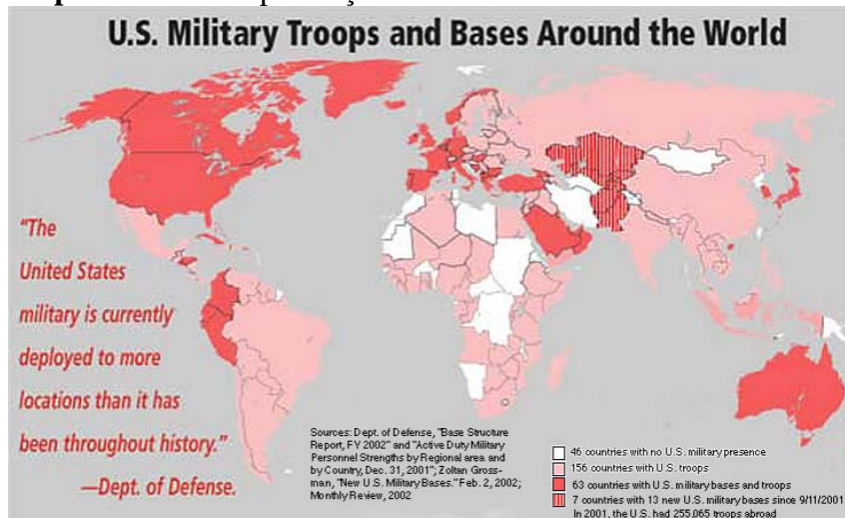 U.S. Military Troops and Bases Around the World
"The
United States
military is currently
deployed to more
locations than it has
been throughout history."
—Dept. of Defense.
Sources: Dept. of Defense, "Base Structure
Report, FY 2002" and "Active Duty Military
Personnel Strengths by Regional area and
by Country, Dec. 31, 2001"; Zoltan Gross-
man, "New U.S. Military Bases." Feb. 2, 2002;
Monthly Review, 2002
46 countries with no U.S. military presence
156 countries with U.S. troops
63 countries with U.S. military bases and troops
7 countries with 13 new U.S. military bases since 9/11/2001
In 2001, the U.S. had 255,065 troops abroad